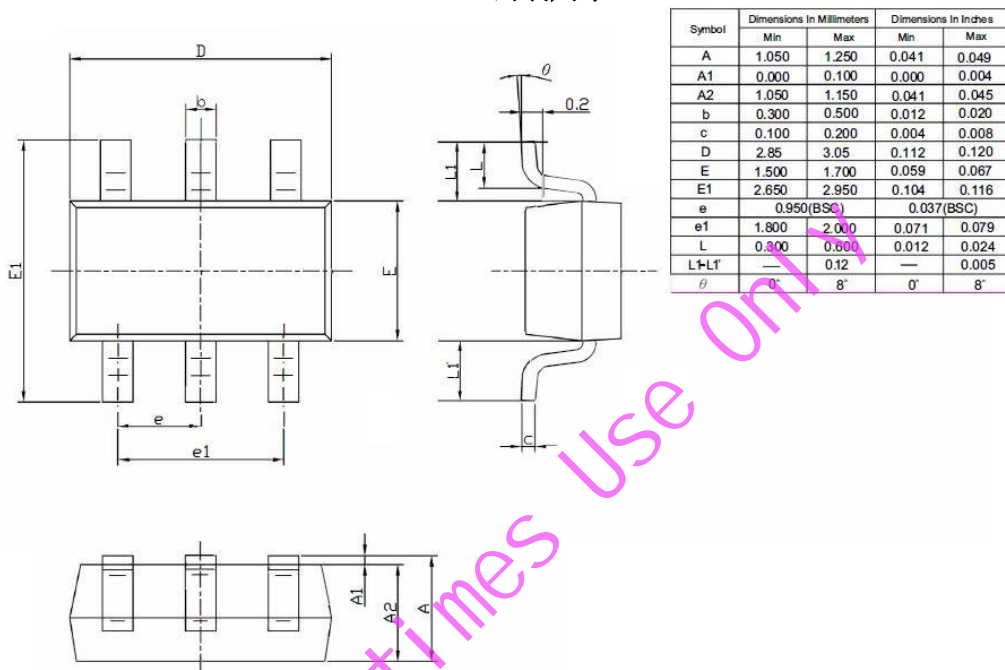 D
θ
b
0.2
L1
L
E1
E
L1'
e
e1
c
A1
A2
A
Symbol Dimensions In Millimeters Dimensions In Inches
Min Max Min Max
A 1.050 1.250 0.041 0.049
A1 0.000 0.100 0.000 0.004
A2 1.050 1.150 0.041 0.045
b 0.300 0.500 0.012 0.020
c 0.100 0.200 0.004 0.008
D 2.85 3.05 0.112 0.120
E 1.500 1.700 0.059 0.067
E1 2.650 2.950 0.104 0.116
e 0.950(BSC) 0.037(BSC)
e1 1.800 2.000 0.071 0.079
L 0.300 0.600 0.012 0.024
L1-L1' — 0.12 — 0.005
θ 0° 8° 0° 8°
times Use Only